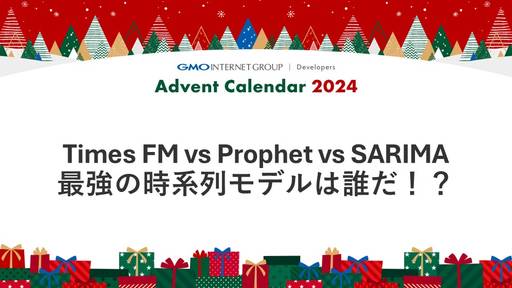 GMO INTERNET GROUP | Developers
Advent Calendar 2024
Times FM vs Prophet vs SARIMA
最強の時系列モデルは誰だ！？